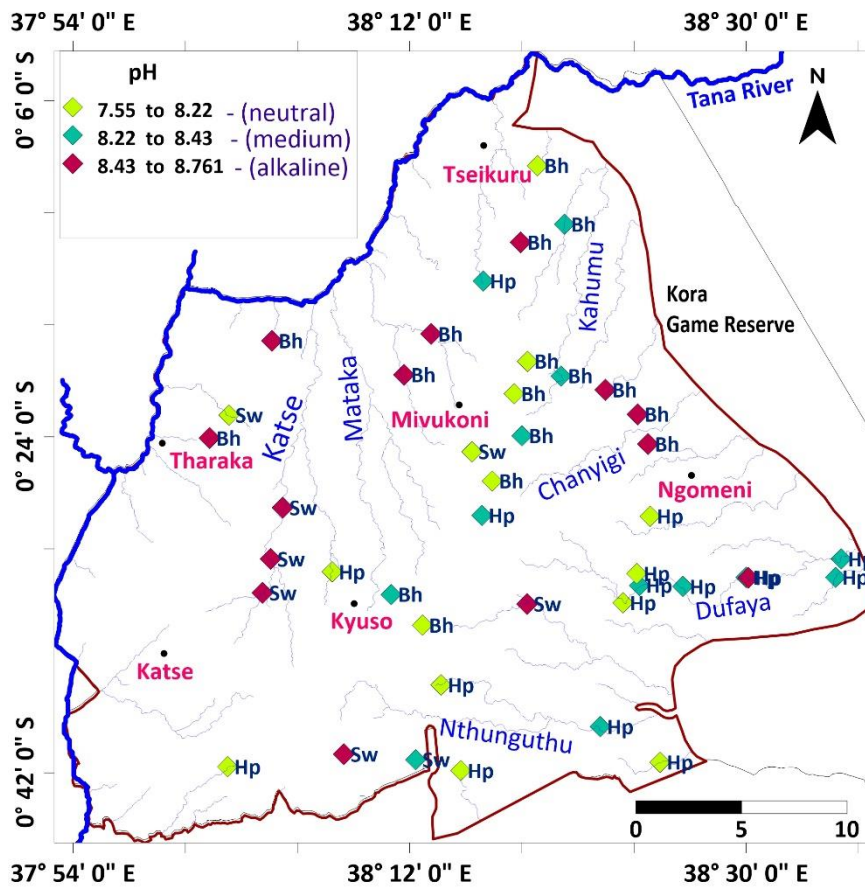 37° 54' 0" E
38° 12' 0" E
38° 30' 0" E
0° 6' 0" S
pH
7.55 to 8.22 - (neutral)
8.22 to 8.43 - (medium)
8.43 to 8.761 - (alkaline)
Tana River
N
Tseikuru
Bh
Bh
Bh
Hp
Kahumu
Kora
Game Reserve
Bh
Bh
Bh
Bh
Bh
Bh
Mataka
Katse
Mivukoni
Sw
Bh
Bh
Bh
Bh
0° 24' 0" S
Tharaka
Sw
Bh
Chanyigi
Ngomeni
Sw
Hp
Hp
Sw
Hp
Hp
Hp
Hp
Hp
Hp
Sw
Bh
Kyuso
Sw
Hp
Dufaya
Bh
Katse
Hp
Nthunguthu
Hp
Hp
Sw
Sw
Hp
Hp
0° 42' 0" S
0
5
10
37° 54' 0" E
38° 12' 0" E
38° 30' 0" E